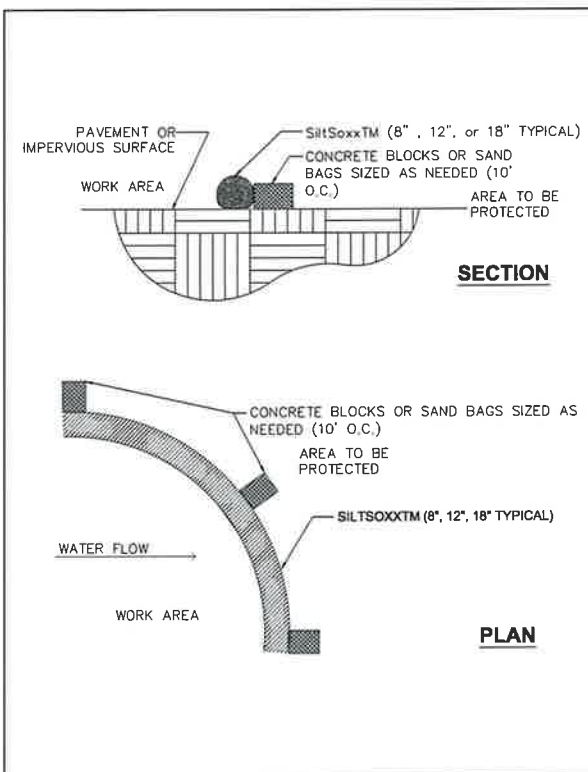 PAVEMENT OR
IMPERVIOUS SURFACE
WORK AREA
SiltSoxxTM (8" , 12", or 18" TYPICAL)
CONCRETE BLOCKS OR SAND
BAGS SIZED AS NEEDED (10'
O.C.)
AREA TO BE
PROTECTED
SECTION
CONCRETE BLOCKS OR SAND BAGS SIZED AS
NEEDED (10' O.C.)
AREA TO BE
PROTECTED
SILTSOXXTM (8", 12", 18" TYPICAL)
WATER FLOW
WORK AREA
PLAN